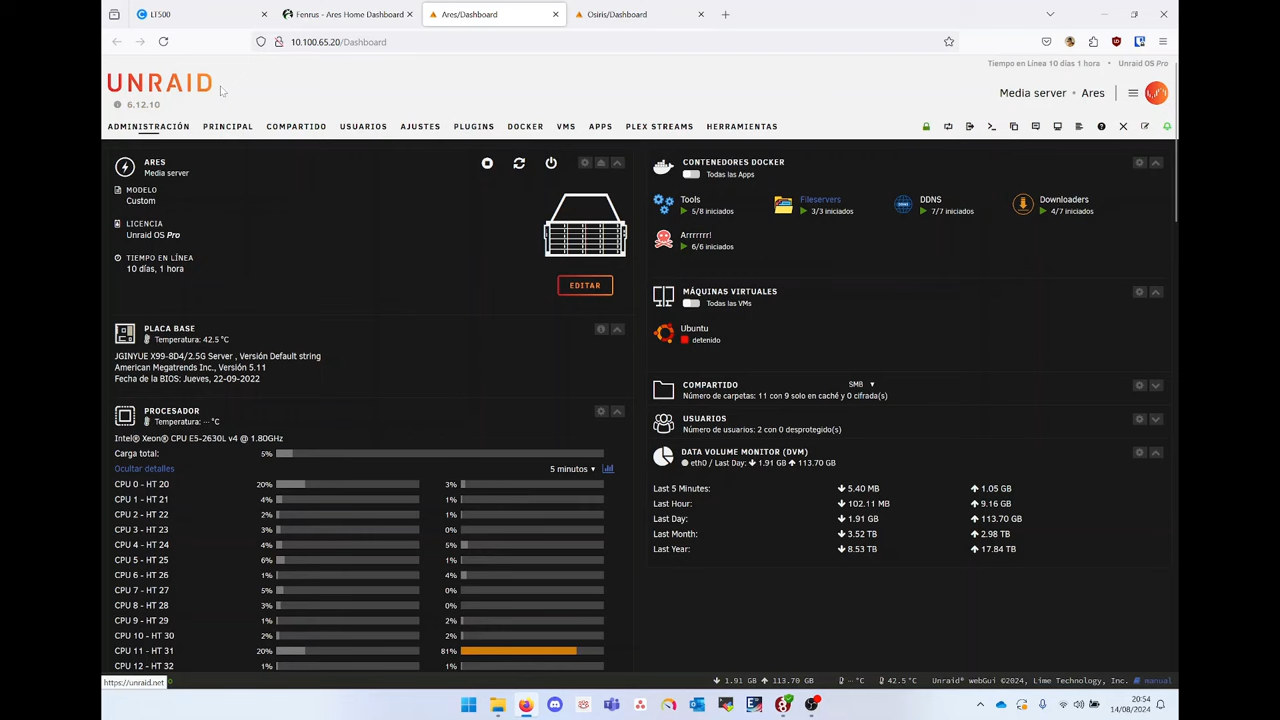 LT500
Fenrus - Ares Home Dashboard
Ares/Dashboard
Osiris/Dashboard
10.100.65.20/Dashboard
Tiempo en Línea 10 días 1 hora • Unraid OS Pro
UNRAID
6.12.10
Media server • Ares
ADMINISTRACIÓN PRINCIPAL COMPARTIDO USUARIOS AJUSTES PLUGINS DOCKER VMS APPS PLEX STREAMS HERRAMIENTAS
ARES
Media server
MODELO
Custom
LICENCIA
Unraid OS Pro
TIEMPO EN LÍNEA
10 días, 1 hora
EDITAR
PLACA BASE
Temperatura: 42.5 °C
JGINYUE X99-8D4/2.5G Server , Versión Default string
American Megatrends Inc., Versión 5.11
Fecha de la BIOS: Jueves, 22-09-2022
PROCESADOR
Temperatura: -- °C
Intel® Xeon® CPU E5-2630L v4 @ 1.80GHz
Carga total: 5%
Ocultar detalles 5 minutos
CPU 0 - HT 20 20% 3%
CPU 1 - HT 21 4% 1%
CPU 2 - HT 22 2% 1%
CPU 3 - HT 23 3% 0%
CPU 4 - HT 24 4% 5%
CPU 5 - HT 25 6% 1%
CPU 6 - HT 26 1% 4%
CPU 7 - HT 27 5% 0%
CPU 8 - HT 28 3% 0%
CPU 9 - HT 29 1% 2%
CPU 10 - HT 30 2% 2%
CPU 11 - HT 31 20% 81%
CPU 12 - HT 32 1% 1%
CONTENEDORES DOCKER
Todas las Apps
Tools
5/8 iniciados
Fileservers
3/3 iniciados
DDNS
7/7 iniciados
Downloaders
4/7 iniciados
Arrrrrrr!
6/6 iniciados
MÁQUINAS VIRTUALES
Todas las VMs
Ubuntu
detenido
COMPARTIDO SMB
Número de carpetas: 11 con 9 solo en caché y 0 cifrada(s)
USUARIOS
Número de usuarios: 2 con 0 desprotegido(s)
DATA VOLUME MONITOR (DVM)
eth0 / Last Day: 1.91 GB 113.70 GB
Last 5 Minutes: 5.40 MB 1.05 GB
Last Hour: 102.11 MB 9.16 GB
Last Day: 1.91 GB 113.70 GB
Last Month: 3.52 TB 2.98 TB
Last Year: 8.53 TB 17.84 TB
https://unraid.net
1.91 GB 113.70 GB -- °C 42.5 °C Unraid® webGui ©2024, Lime Technology, Inc. manual
20:54
14/08/2024